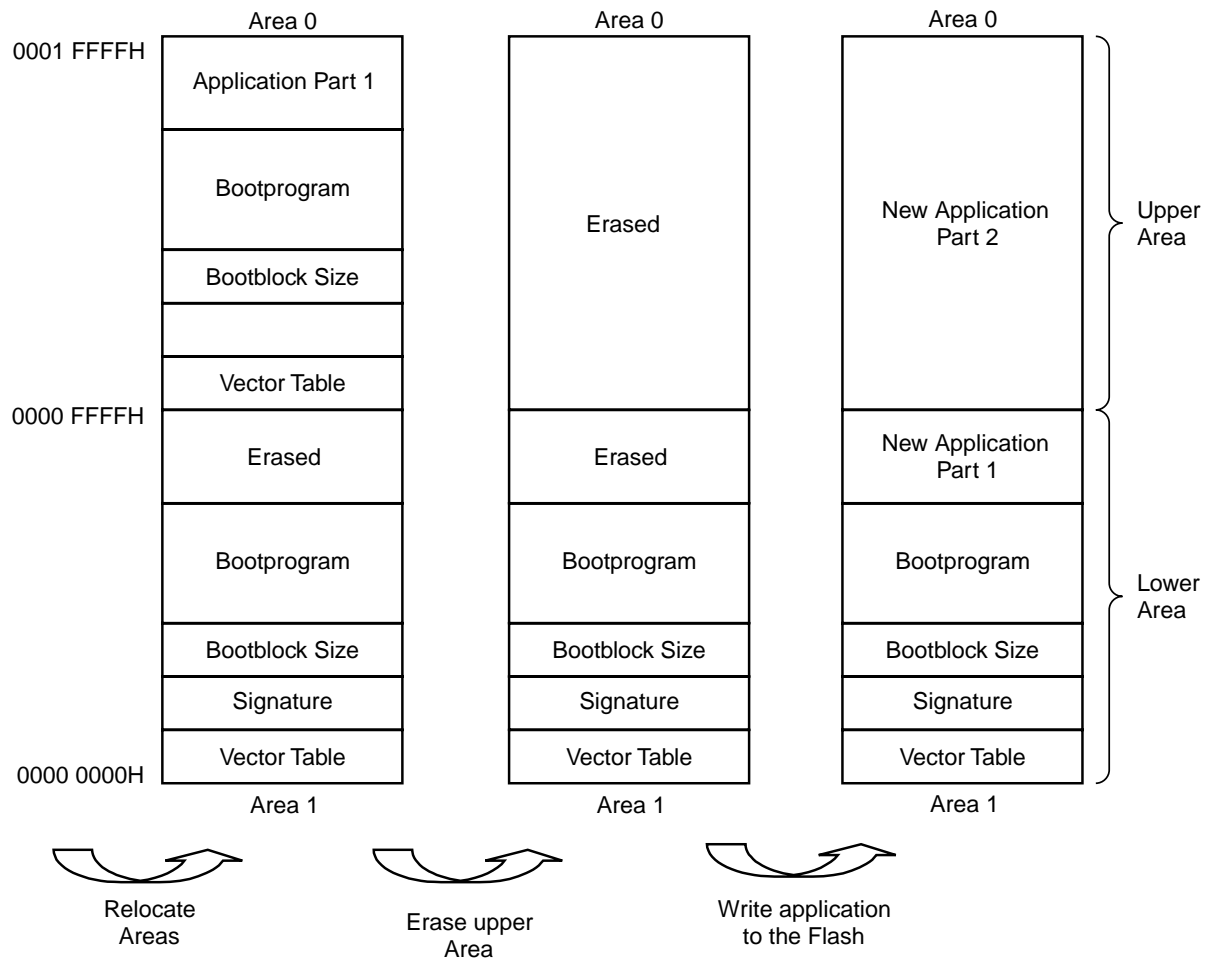 Area 0
0001 FFFFH
Application Part 1
Bootprogram
Bootblock Size
Vector Table
0000 FFFFH
Erased
Bootprogram
Bootblock Size
Signature
Vector Table
0000 0000H
Area 1
Area 0
Erased
Erased
Bootprogram
Bootblock Size
Signature
Vector Table
Area 1
Area 0
New Application
Part 2
New Application
Part 1
Bootprogram
Bootblock Size
Signature
Vector Table
Area 1
Upper
Area
Lower
Area
Relocate
Areas
Erase upper
Area
Write application
to the Flash